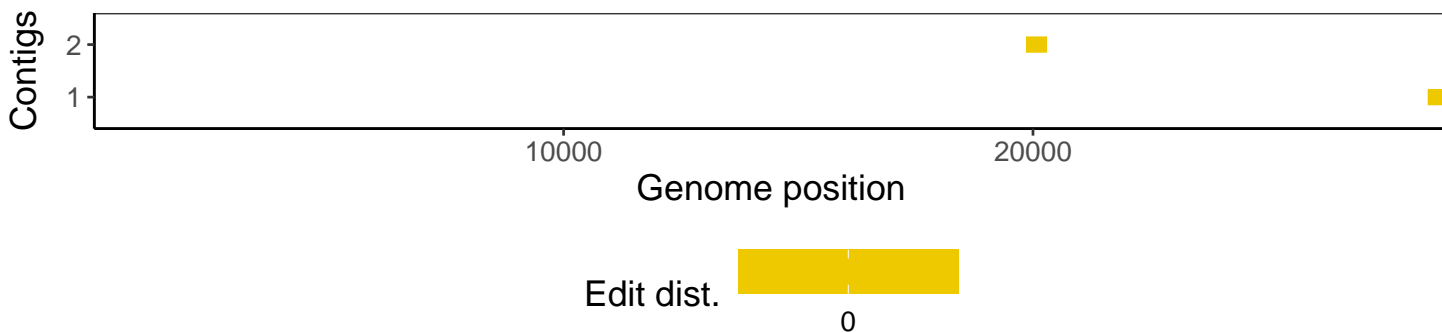 Contigs
2
1
10000 20000
Genome position
Edit dist.
0